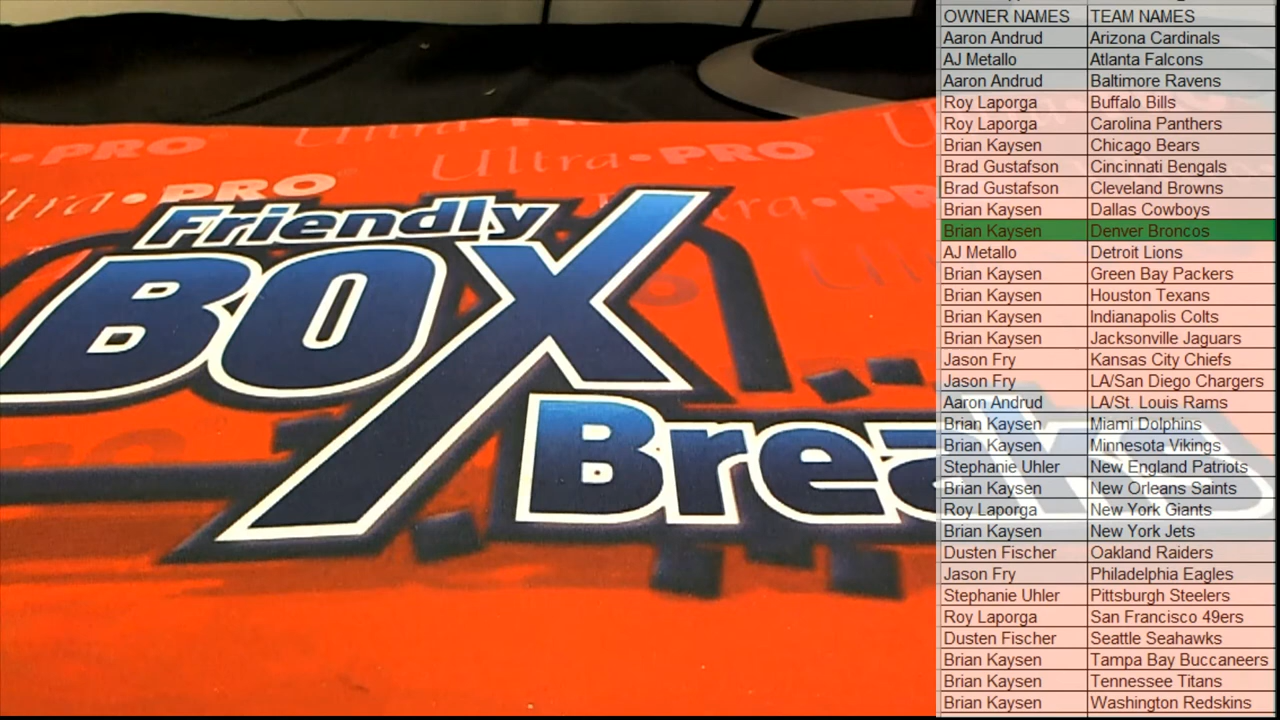 Ultra PRO
PRO
Ultra PRO
PRO
Friendly
BOX
Brea
OWNER NAMES TEAM NAMES
Aaron Andrud Arizona Cardinals
AJ Metallo Atlanta Falcons
Aaron Andrud Baltimore Ravens
Roy Laporga Buffalo Bills
Roy Laporga Carolina Panthers
Brian Kaysen Chicago Bears
Brad Gustafson Cincinnati Bengals
Brad Gustafson Cleveland Browns
Brian Kaysen Dallas Cowboys
Brian Kaysen Denver Broncos
AJ Metallo Detroit Lions
Brian Kaysen Green Bay Packers
Brian Kaysen Houston Texans
Brian Kaysen Indianapolis Colts
Brian Kaysen Jacksonville Jaguars
Jason Fry Kansas City Chiefs
Jason Fry LA/San Diego Chargers
Aaron Andrud LA/St. Louis Rams
Brian Kaysen Miami Dolphins
Brian Kaysen Minnesota Vikings
Stephanie Uhler New England Patriots
Brian Kaysen New Orleans Saints
Roy Laporga New York Giants
Brian Kaysen New York Jets
Dusten Fischer Oakland Raiders
Jason Fry Philadelphia Eagles
Stephanie Uhler Pittsburgh Steelers
Roy Laporga San Francisco 49ers
Dusten Fischer Seattle Seahawks
Brian Kaysen Tampa Bay Buccaneers
Brian Kaysen Tennessee Titans
Brian Kaysen Washington Redskins